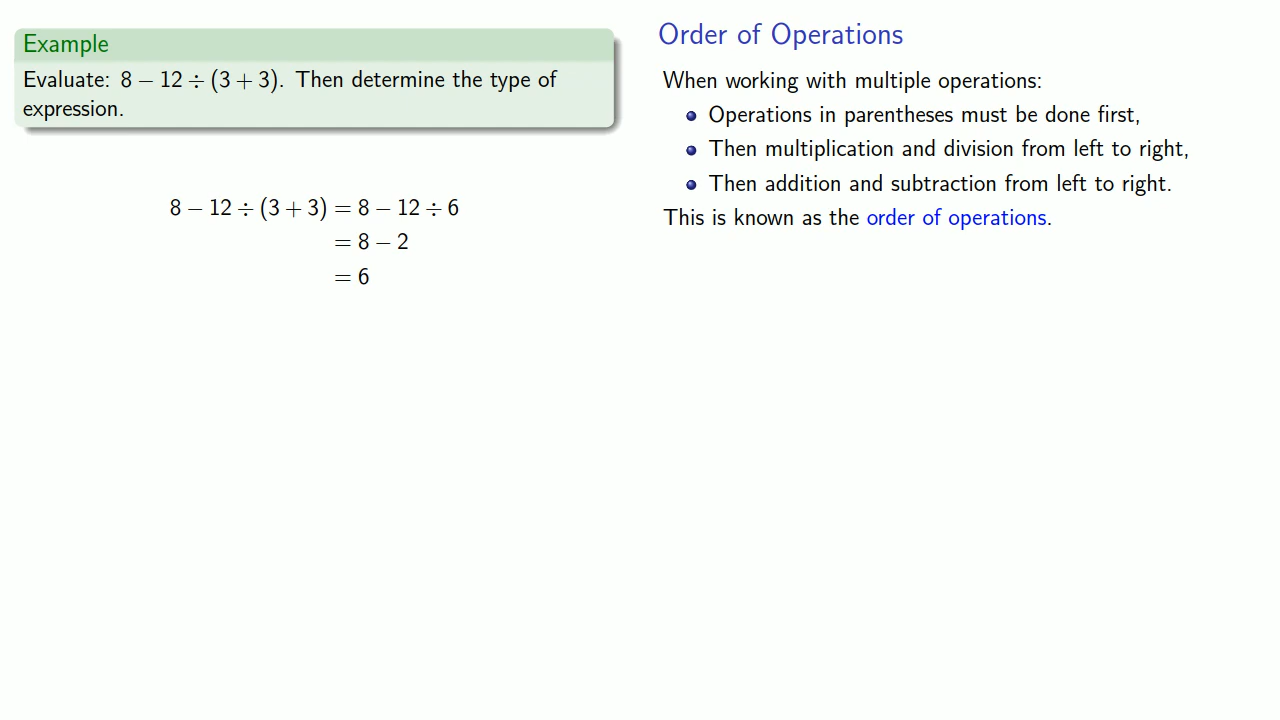 Example
Evaluate: 8 − 12 ÷ (3 + 3). Then determine the type of
expression.
8 − 12 ÷ (3 + 3) = 8 − 12 ÷ 6
= 8 − 2
= 6
Order of Operations
When working with multiple operations:
Operations in parentheses must be done first,
Then multiplication and division from left to right,
Then addition and subtraction from left to right.
This is known as the order of operations.